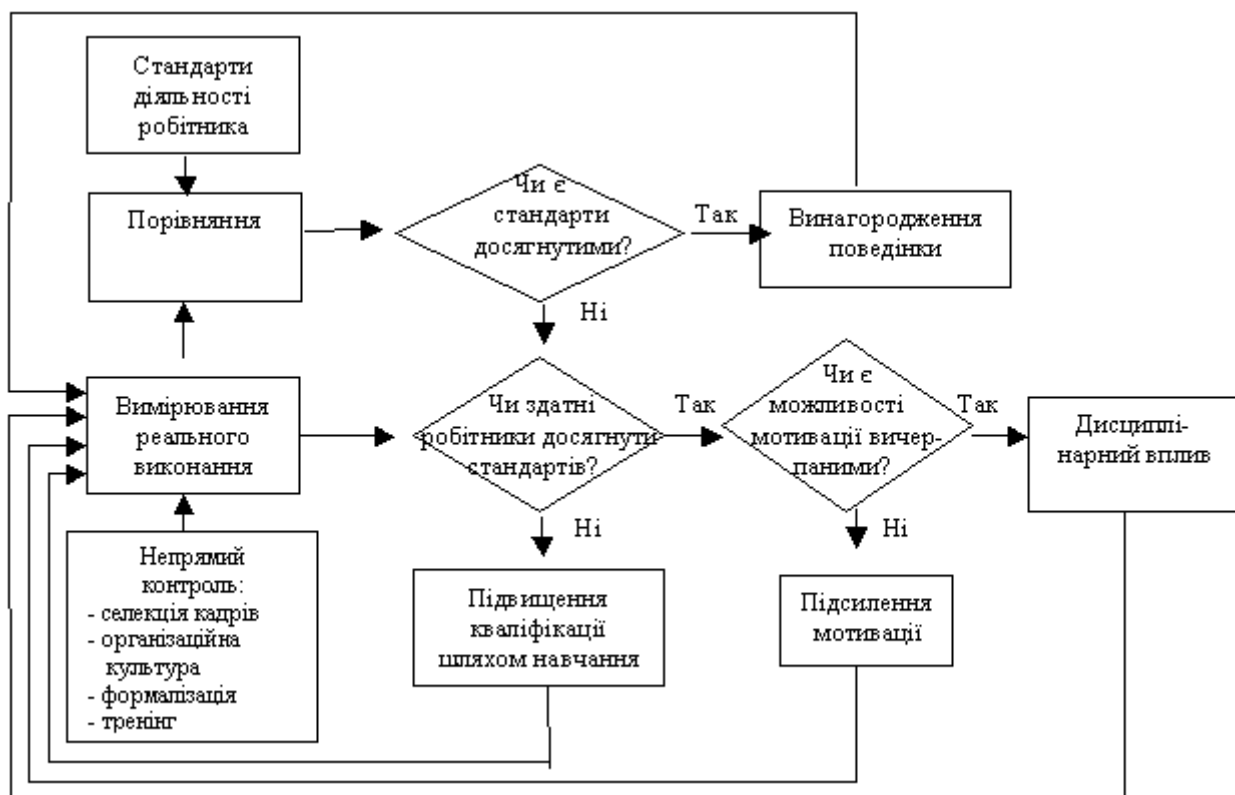 Стандарти
діяльності
робітника
Порівняння
Чи є
стандарти
досягнутими?
Так
Винагородження
поведінки
Ні
Вимірювання
реального
виконання
Чи здатні
робітники досягнути
стандартів?
Так
Чи є
можливості
мотивації вичер-
паними?
Так
Дисциплі-
нарний вплив
Ні
Ні
Непрямий
контроль:
- селекція кадрів
- організаційна
культура
- формалізація
- тренінг
Підвищення
кваліфікації
шляхом навчання
Підсилення
мотивації